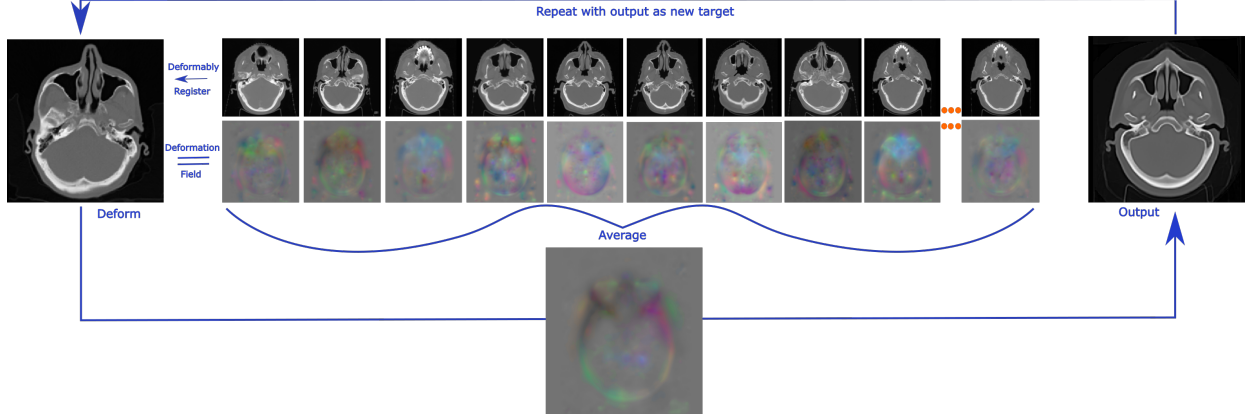 Repeat with output as new target
Deformably
Register
Deformation
Field
Deform
Average
Output